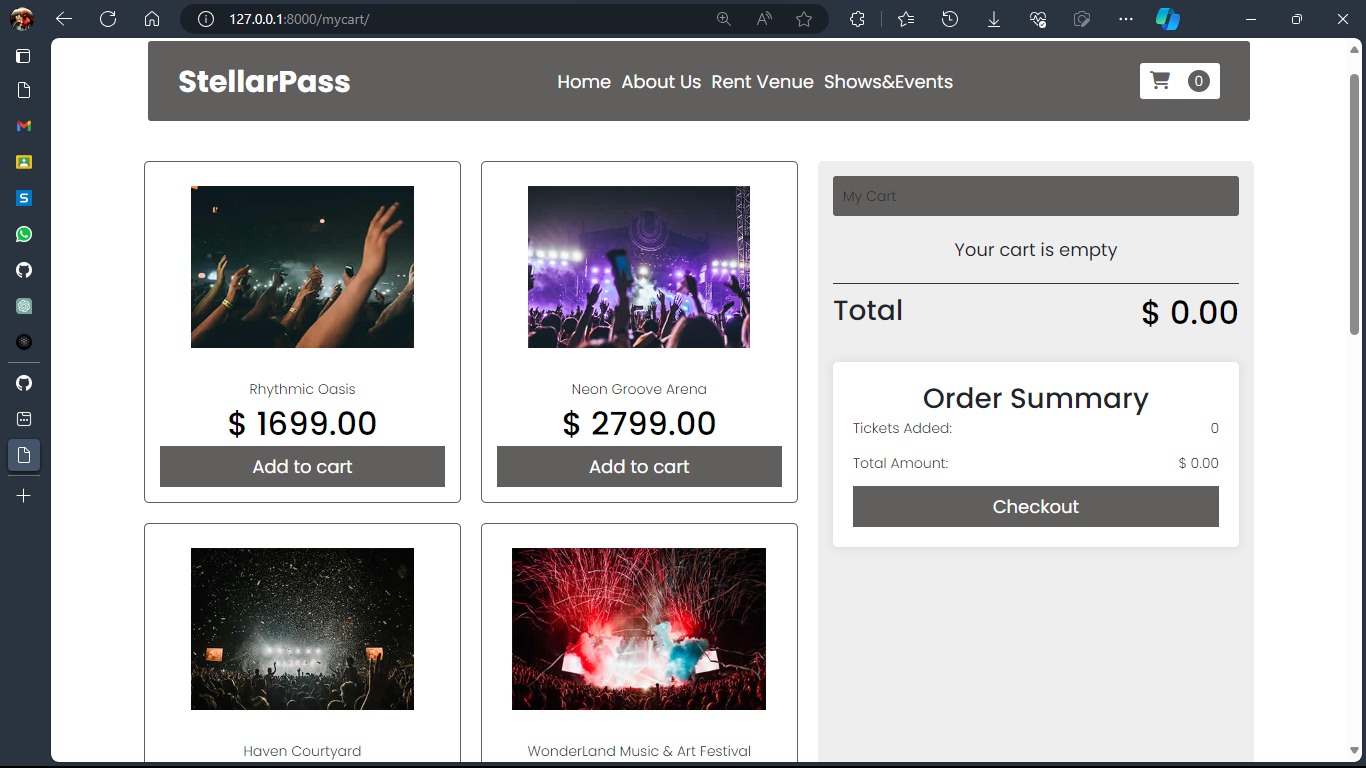 127.0.0.1:8000/mycart/
StellarPass
Home About Us Rent Venue Shows&Events
0
Rhythmic Oasis
$ 1699.00
Add to cart
Neon Groove Arena
$ 2799.00
Add to cart
Haven Courtyard
WonderLand Music & Art Festival
My Cart
Your cart is empty
Total $ 0.00
Order Summary
Tickets Added: 0
Total Amount: $ 0.00
Checkout